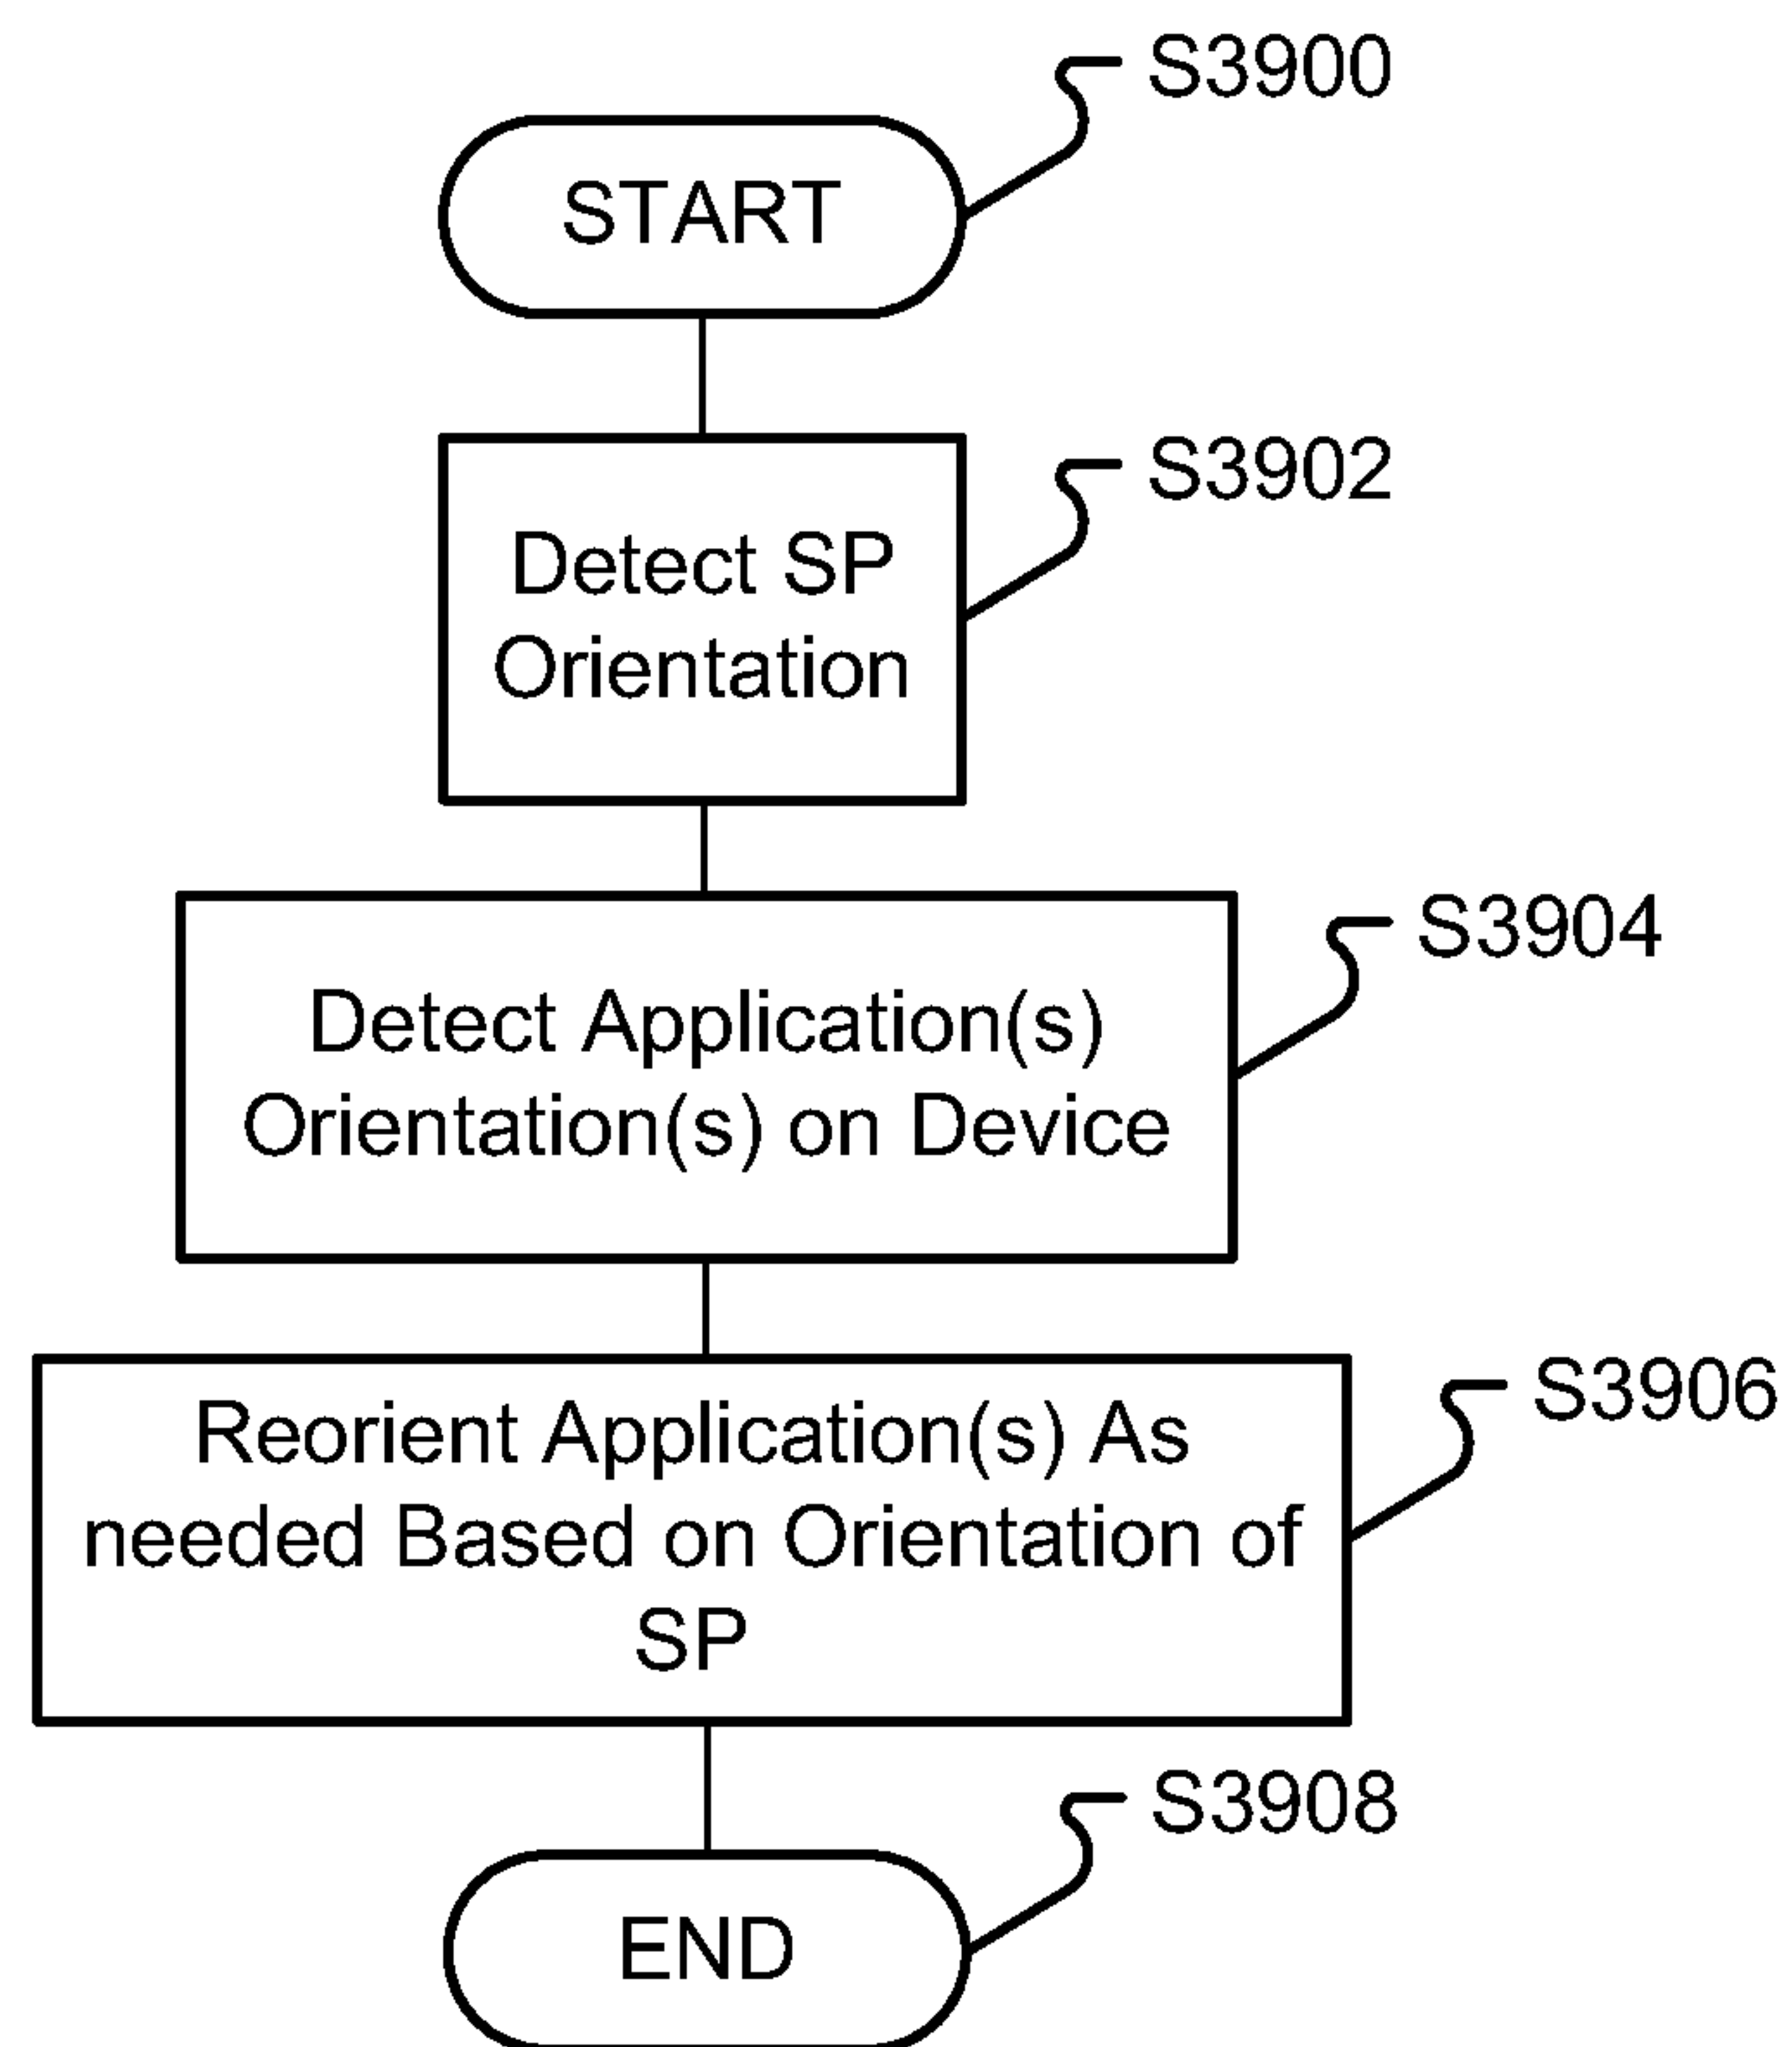 S3900
START
S3902
Detect SP
Orientation
S3904
Detect Application(s)
Orientation(s) on Device
S3906
Reorient Application(s) As
needed Based on Orientation of
SP
S3908
END